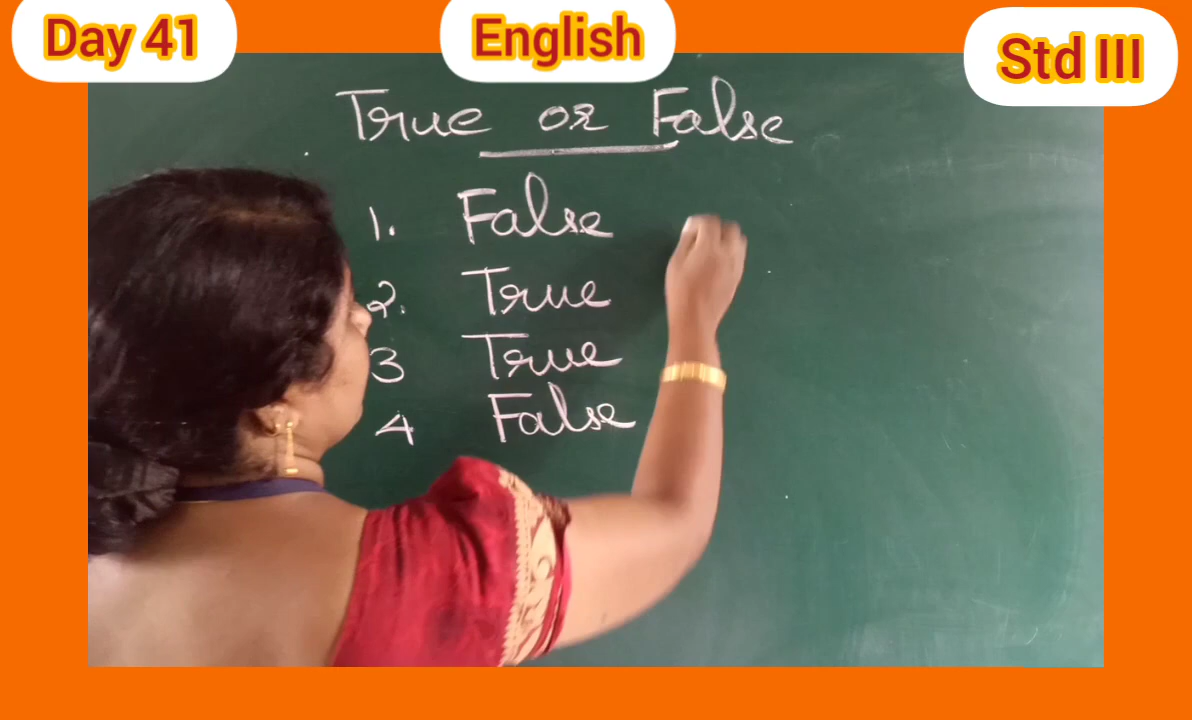 Day 41
English
Std III
True or False
1. False
2. True
3 True
4 False